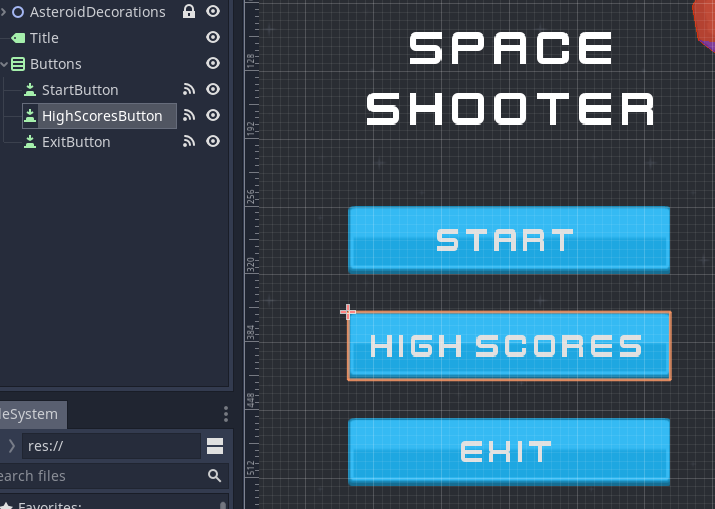 AsteroidDecorations
Title
Buttons
StartButton
HighScoresButton
ExitButton
leSystem
res://
earch files
Favorites:
128
192
256
320
384
448
512
SPACE
SHOOTER
START
HIGH SCORES
EXIT